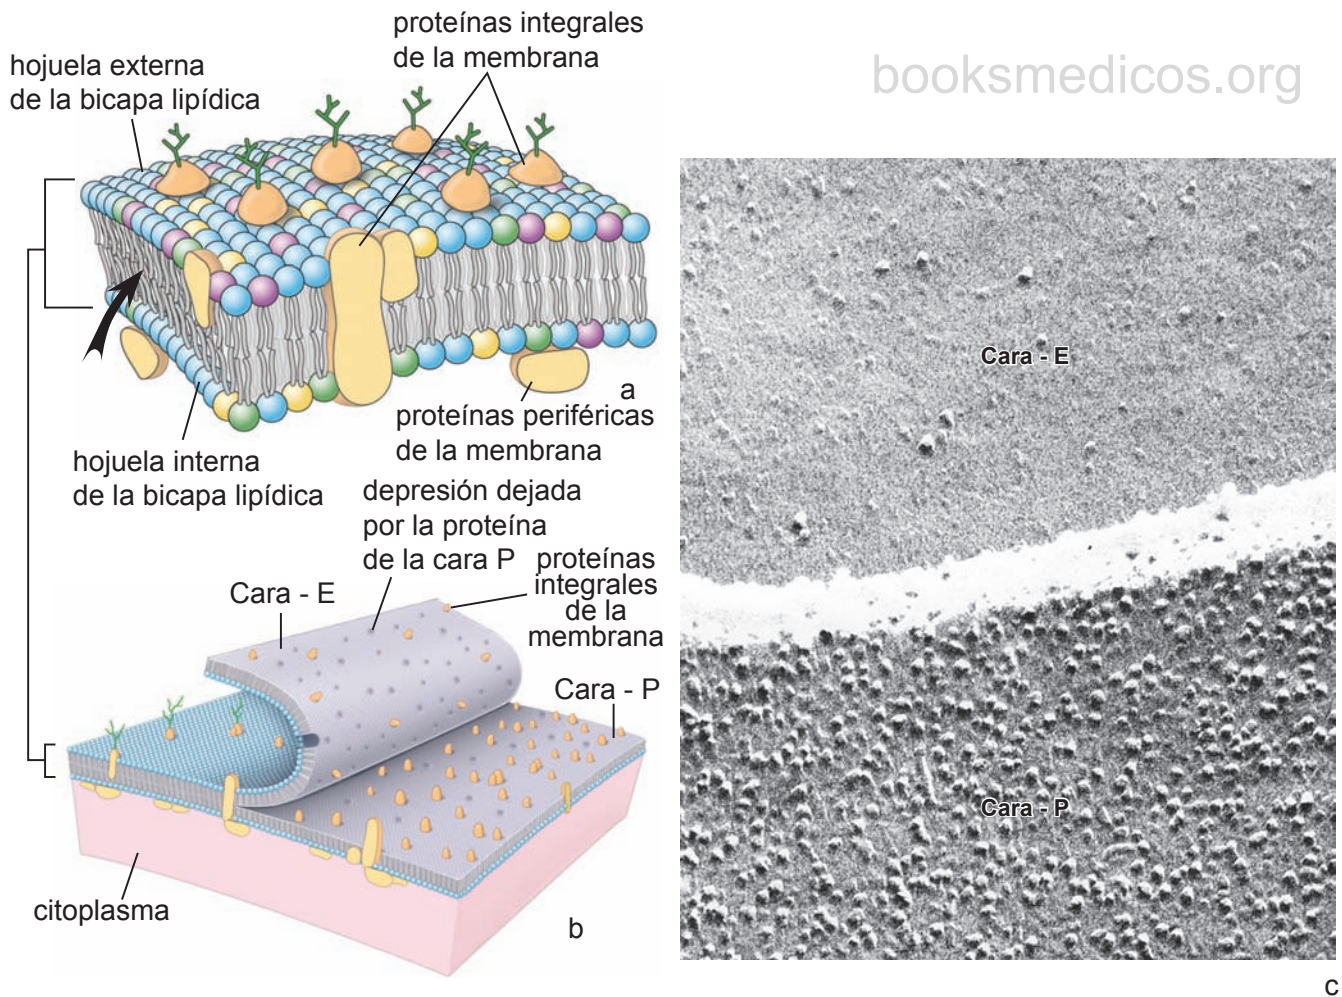 proteínas integrales
de la membrana
hojuela externa
de la bicapa lipídica
booksmedicos.org
Cara - E
a
proteínas periféricas
de la membrana
hojuela interna
de la bicapa lipídica
depresión dejada
por la proteína
de la cara P
proteínas
integrales
de la
membrana
Cara - E
Cara - P
Cara - P
citoplasma
b
c